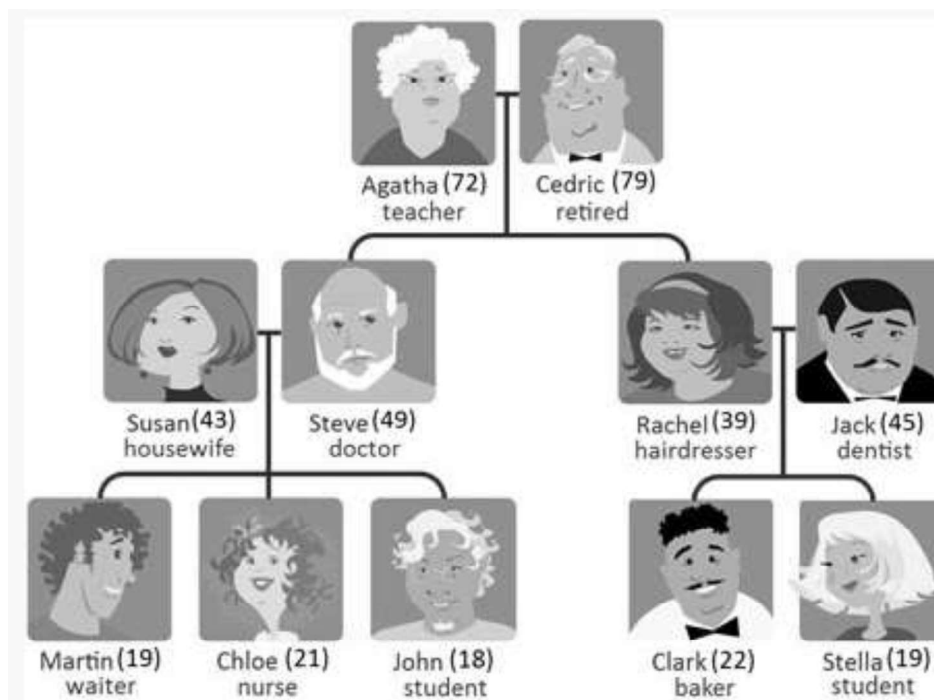 Agatha (72) Cedric (79)
teacher retired
Susan (43) Steve (49) Rachel (39) Jack (45)
housewife doctor hairdresser dentist
Martin (19) Chloe (21) John (18) Clark (22) Stella (19)
waiter nurse student baker student